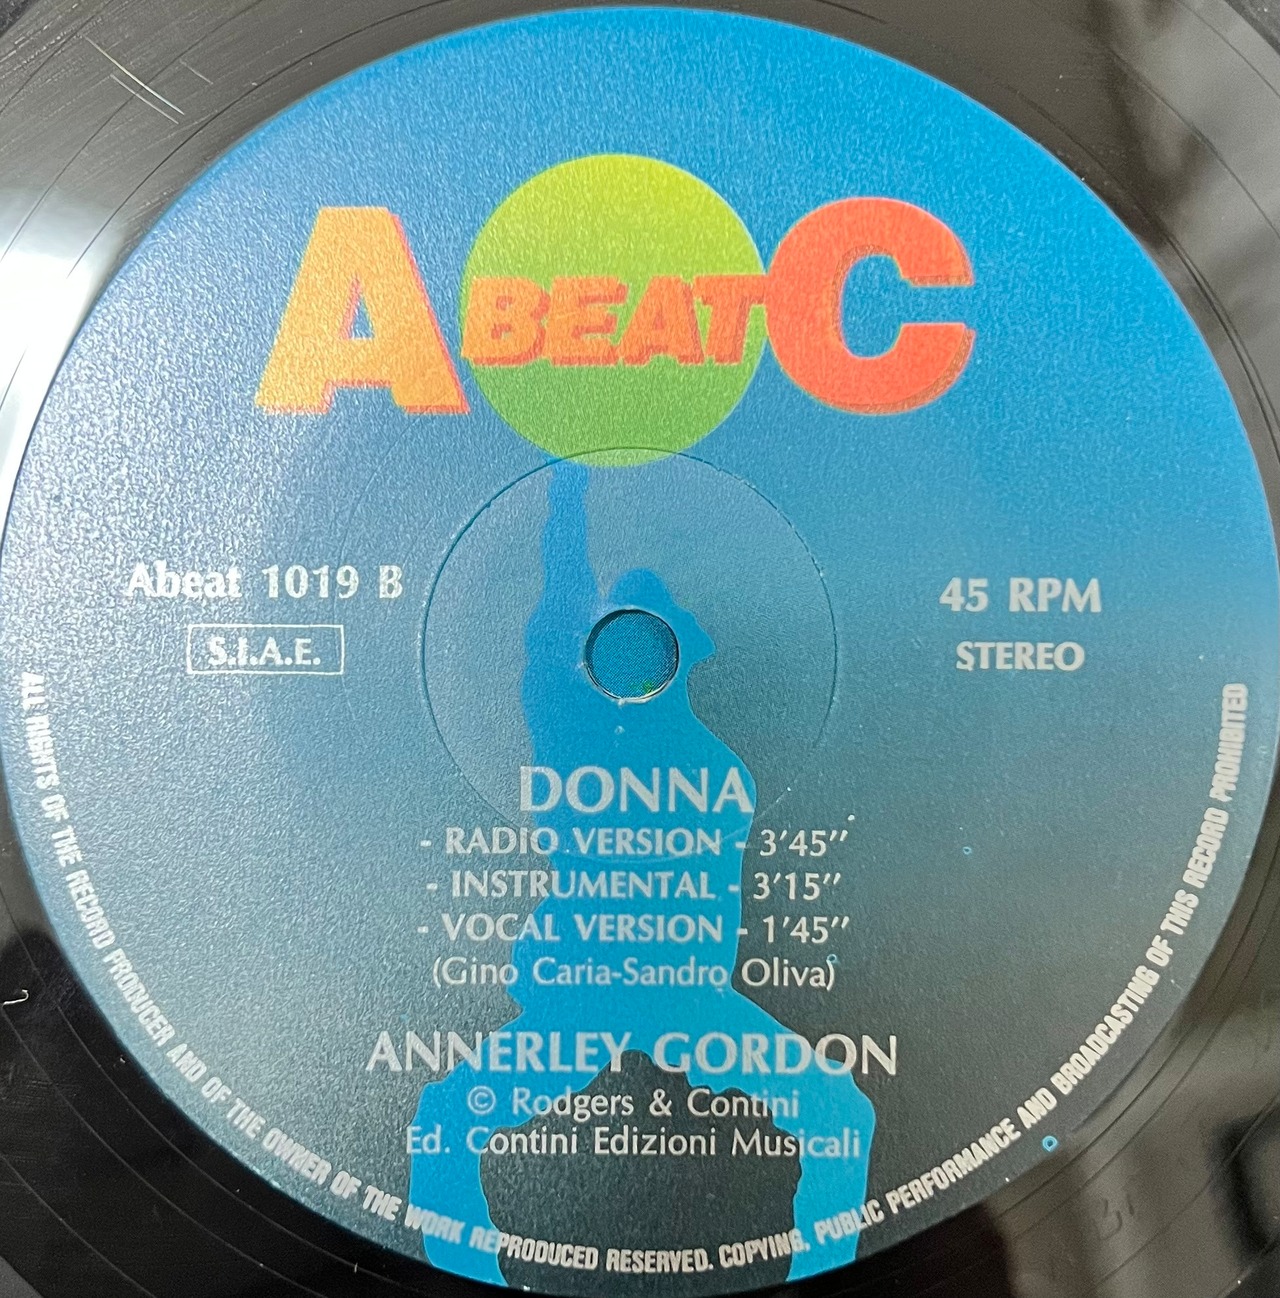 A BEAT C
ABEAT 1019 B
S.I.A.E.
45 RPM
STEREO
DONNA
- RADIO VERSION - 3'45''
- INSTRUMENTAL - 3'15''
- VOCAL VERSION - 1'45''
(Gino Caria-Sandro Oliva)
ANNERLEY GORDON
© Rodgers & Contini
Ed. Contini Edizioni Musicali
ALL RIGHTS OF THE RECORD PRODUCER AND OF THE OWNER OF THE WORK REPRODUCED RESERVED. COPYING, PUBLIC PERFORMANCE AND BROADCASTING OF THIS RECORD PROHIBITED